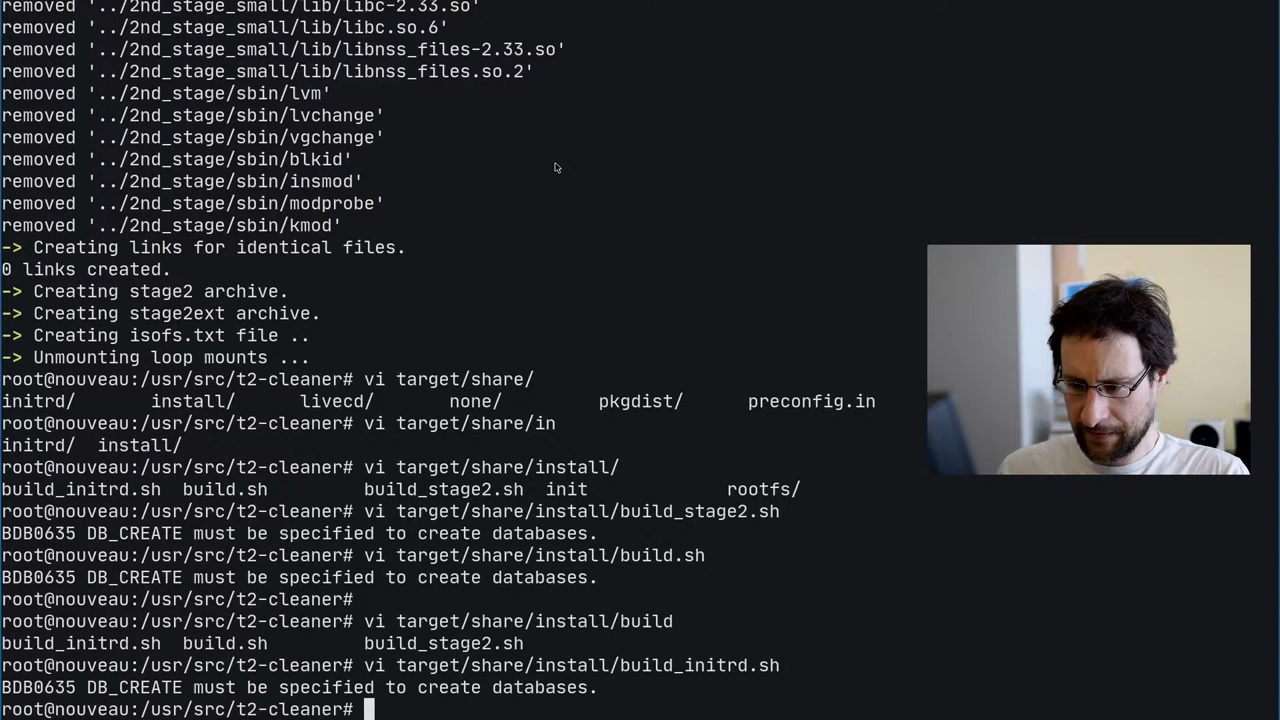 removed '../2nd_stage_small/lib/libc-2.33.so'
removed '../2nd_stage_small/lib/libc.so.6'
removed '../2nd_stage_small/lib/libnss_files-2.33.so'
removed '../2nd_stage_small/lib/libnss_files.so.2'
removed '../2nd_stage/sbin/lvm'
removed '../2nd_stage/sbin/lvchange'
removed '../2nd_stage/sbin/vgchange'
removed '../2nd_stage/sbin/blkid'
removed '../2nd_stage/sbin/insmod'
removed '../2nd_stage/sbin/modprobe'
removed '../2nd_stage/sbin/kmod'
-> Creating links for identical files.
0 links created.
-> Creating stage2 archive.
-> Creating stage2ext archive.
-> Creating isofs.txt file ..
-> Unmounting loop mounts ...
root@nouveau:/usr/src/t2-cleaner# vi target/share/
initrd/ install/ livecd/ none/ pkgdist/ preconfig.in
root@nouveau:/usr/src/t2-cleaner# vi target/share/in
initrd/ install/
root@nouveau:/usr/src/t2-cleaner# vi target/share/install/
build_initrd.sh build.sh build_stage2.sh init rootfs/
root@nouveau:/usr/src/t2-cleaner# vi target/share/install/build_stage2.sh
BDB0635 DB_CREATE must be specified to create databases.
root@nouveau:/usr/src/t2-cleaner# vi target/share/install/build.sh
BDB0635 DB_CREATE must be specified to create databases.
root@nouveau:/usr/src/t2-cleaner#
root@nouveau:/usr/src/t2-cleaner# vi target/share/install/build
build_initrd.sh build.sh build_stage2.sh
root@nouveau:/usr/src/t2-cleaner# vi target/share/install/build_initrd.sh
BDB0635 DB_CREATE must be specified to create databases.
root@nouveau:/usr/src/t2-cleaner#